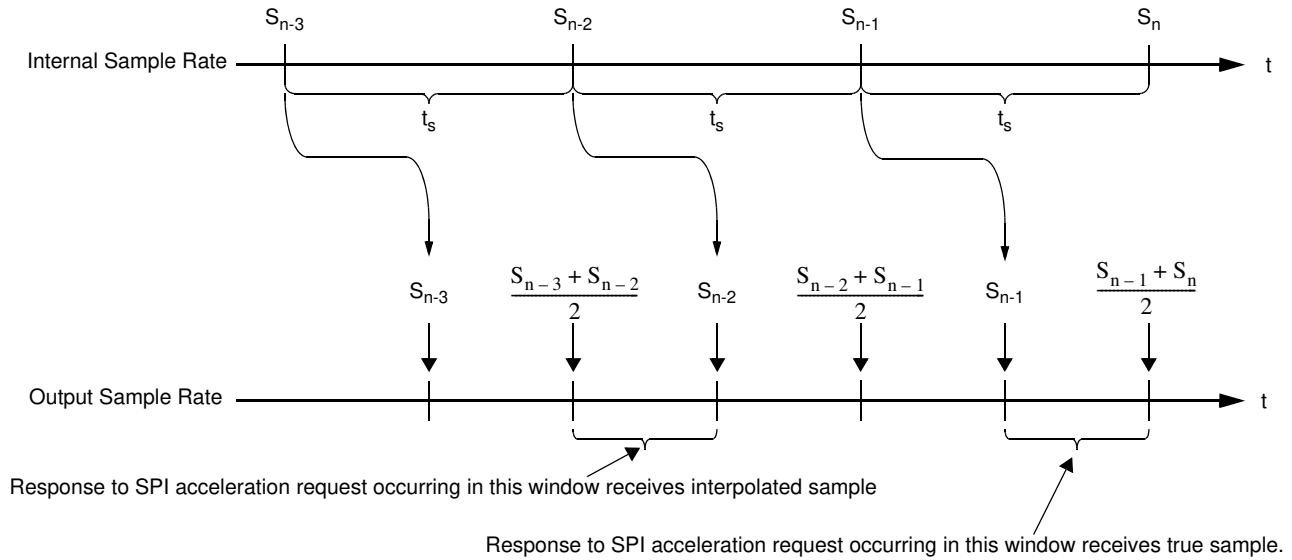 S_{n-3} S_{n-2} S_{n-1} S_n
Internal Sample Rate t
t_s t_s t_s
S_{n-3} \frac{S_{n-3} + S_{n-2}}{2} S_{n-2} \frac{S_{n-2} + S_{n-1}}{2} S_{n-1} \frac{S_{n-1} + S_n}{2}
Output Sample Rate t
Response to SPI acceleration request occurring in this window receives interpolated sample
Response to SPI acceleration request occurring in this window receives true sample.